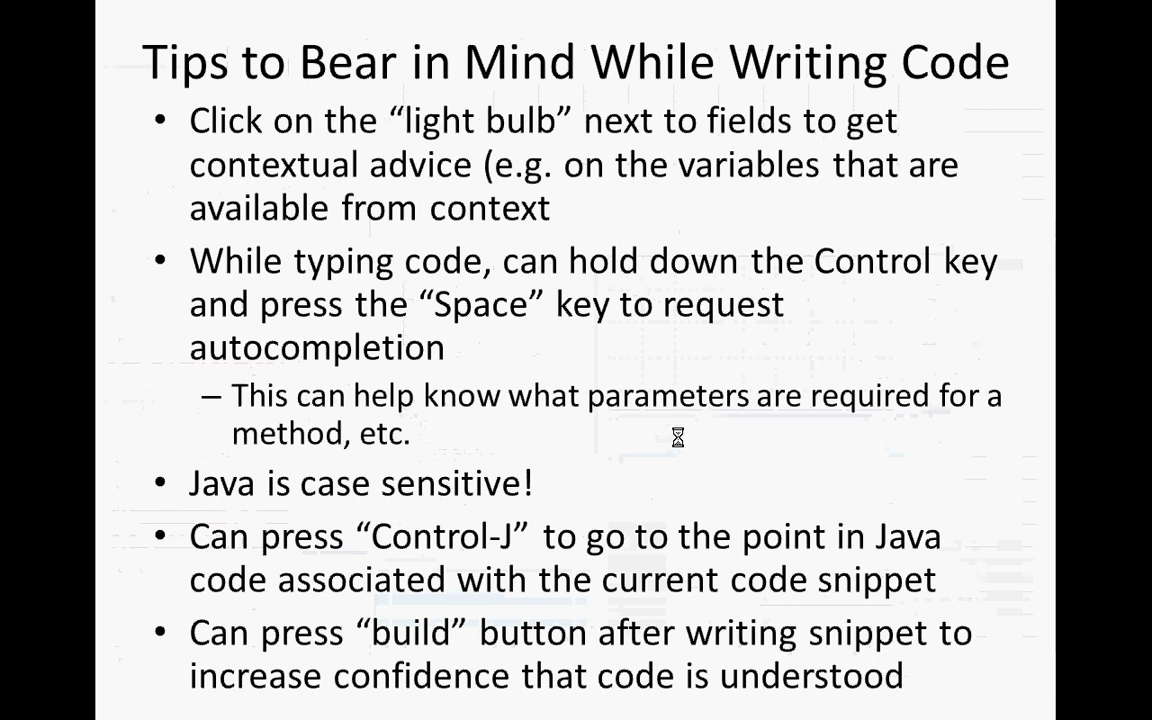 Tips to Bear in Mind While Writing Code
• Click on the “light bulb” next to fields to get
contextual advice (e.g. on the variables that are
available from context
• While typing code, can hold down the Control key
and press the “Space” key to request
autocompletion
– This can help know what parameters are required for a
method, etc.
• Java is case sensitive!
• Can press “Control-J” to go to the point in Java
code associated with the current code snippet
• Can press “build” button after writing snippet to
increase confidence that code is understood